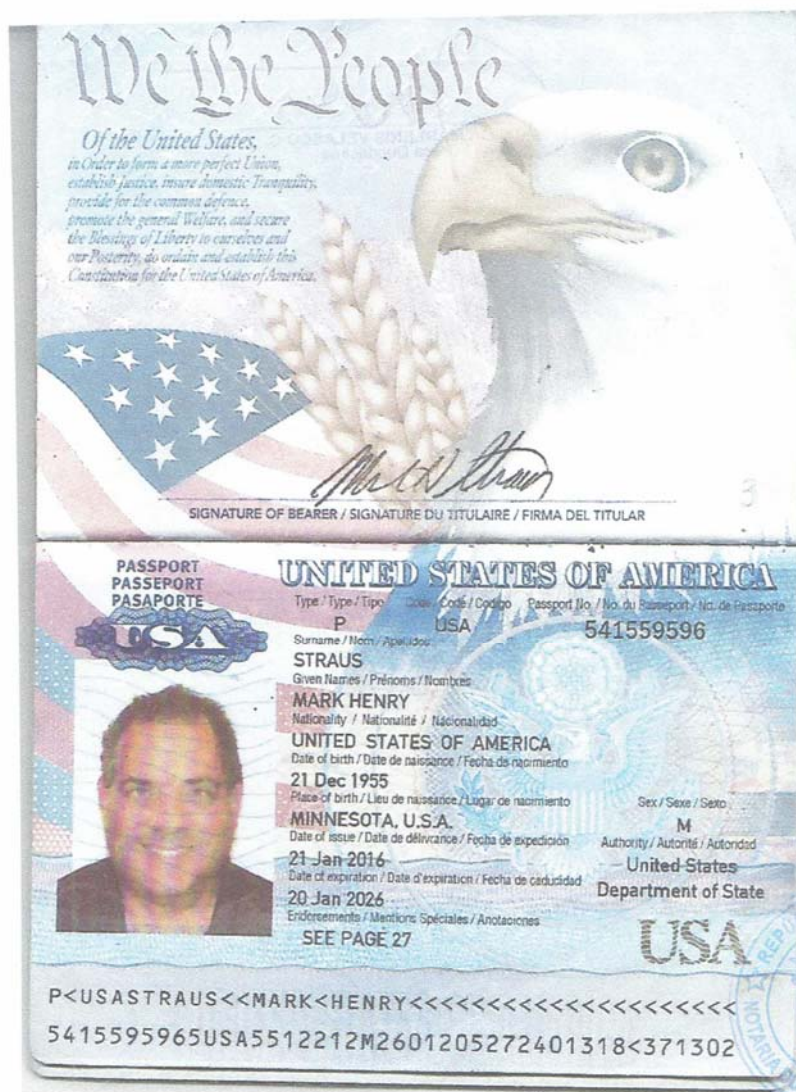 We the People
Of the United States,
in Order to form a more perfect Union,
establish Justice, insure domestic Tranquility,
provide for the common defence,
promote the general Welfare, and secure
the Blessings of Liberty to ourselves and
our Posterity, do ordain and establish this
Constitution for the United States of America.
SIGNATURE OF BEARER / SIGNATURE DU TITULAIRE / FIRMA DEL TITULAR
3
PASSPORT
PASSEPORT
PASAPORTE
USA
UNITED STATES OF AMERICA
Type / Type / Tipo Code / Code / Codigo Passport No. / No. du Passeport / No. de Pasaporte
P USA 541559596
Surname / Nom / Apellidos
STRAUS
Given Names / Prénoms / Nombres
MARK HENRY
Nationality / Nationalité / Nacionalidad
UNITED STATES OF AMERICA
Date of birth / Date de naissance / Fecha de nacimiento
21 Dec 1955
Place of birth / Lieu de naissance / Lugar de nacimiento Sex / Sexe / Sexo
MINNESOTA, U.S.A. M
Date of issue / Date de délivrance / Fecha de expedición Authority / Autorité / Autoridad
21 Jan 2016 United States
Date of expiration / Date d'expiration / Fecha de caducidad Department of State
20 Jan 2026
Endorsements / Mentions Spéciales / Anotaciones
SEE PAGE 27
USA
P<USASTRAUS<<MARK<HENRY<<<<<<<<<<<<<<<<<<<<<
5415595965USA5512212M2601205272401318<371302
NOTARIA